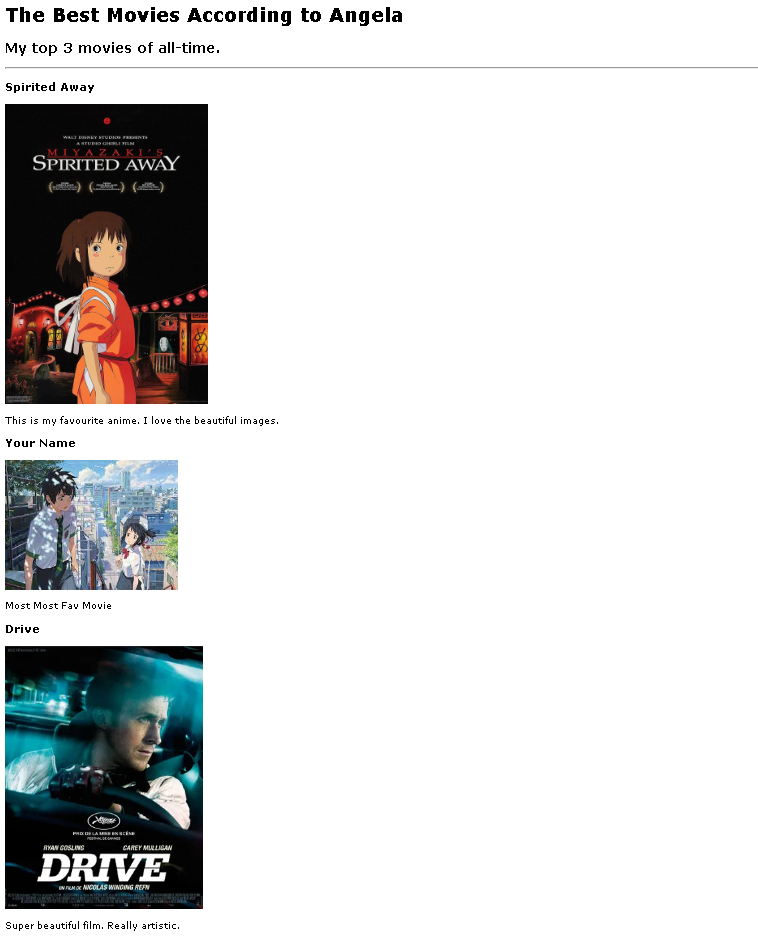 The Best Movies According to Angela
My top 3 movies of all-time.
Spirited Away
WALT DISNEY STUDIOS PRESENTS
A STUDIO GHIBLI FILM
MIYAZAKI'S
SPIRITED AWAY
This is my favourite anime. I love the beautiful images.
Your Name
Most Most Fav Movie
Drive
PRIX DE LA MISE EN SCÈNE
FESTIVAL DE CANNES
RYAN GOSLING CAREY MULLIGAN
DRIVE
UN FILM DE NICOLAS WINDING REFN
Super beautiful film. Really artistic.